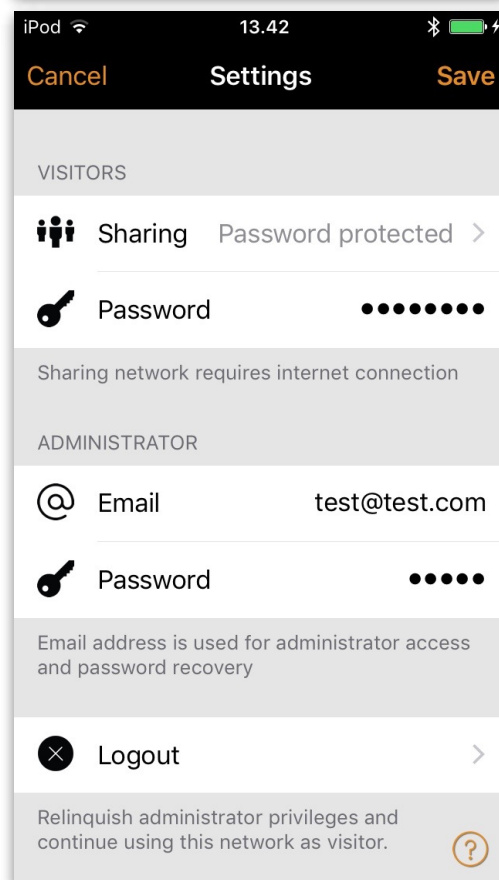 iPod 13.42
Cancel Settings Save
VISITORS
Sharing Password protected
Password ••••••••
Sharing network requires internet connection
ADMINISTRATOR
Email test@test.com
Password •••••
Email address is used for administrator access
and password recovery
Logout
Relinquish administrator privileges and
continue using this network as visitor.
?